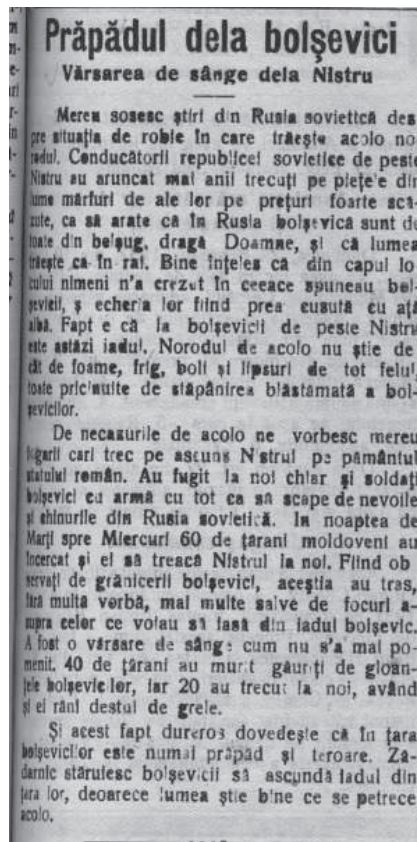 Prăpădul dela bolşevici
Vărsarea de sânge dela Nistru
Mereu sosesc ştiri din Rusia sovietică des
pre situaţia de robie în care trăeşte acolo no
rodul. Conducătorii republicei sovietice de peste
Nistru au aruncat mai anii trecuţi pe pieţele din
lume mărfuri de ale lor pe preţuri foarte scă-
zute, ca să arate că în Rusia bolşevică sunt de
toate din belşug, dragă Doamne, şi că lumea
trăeşte ca în rai. Bine înţeles că din capul lo
cului nimeni n'a crezut în ceeace spuneau bol-
şevicii, ş echeria lor fiind prea cusută cu aţă
albă. Fapt e că la bolşevicii de peste Nistru
este astăzi iadul. Norodul de acolo nu ştie de
cât de foame, frig, boli şi lipsuri de tot felul,
toate pricinuite de stăpânirea blăstămată a bol-
şevicilor.
De necazurile de acolo ne vorbesc mereu
fugarii cari trec pe ascuns Nistrul pe pământul
statului român. Au fugit la noi chiar şi soldaţi
bolşevici cu armă cu tot ca să scape de nevoile
şi chinurile din Rusia sovietică. In noaptea de
Marţi spre Miercuri 60 de ţărani moldoveni au
încercat şi ei să treacă Nistrul la noi. Fiind ob
servaţi de grănicerii bolşevici, aceştia au tras,
fără multă vorbă, mai multe salve de focuri a-
supra celor ce voiau să iasă din iadul bolşevic.
A fost o vărsare de sânge cum nu s'a mai po-
menit. 40 de ţărani au murit găuriţi de gloan-
ţele bolşevicilor, iar 20 au trecut la noi, având
şi ei răni destul de grele.
Şi acest fapt dureros dovedeşte că în ţara
bolşevicilor este numai prăpăd şi teroare. Za-
darnic stăruiesc bolşevicii să ascundă iadul din
ţara lor, deoarece lumea ştie bine ce se petrece
acolo.